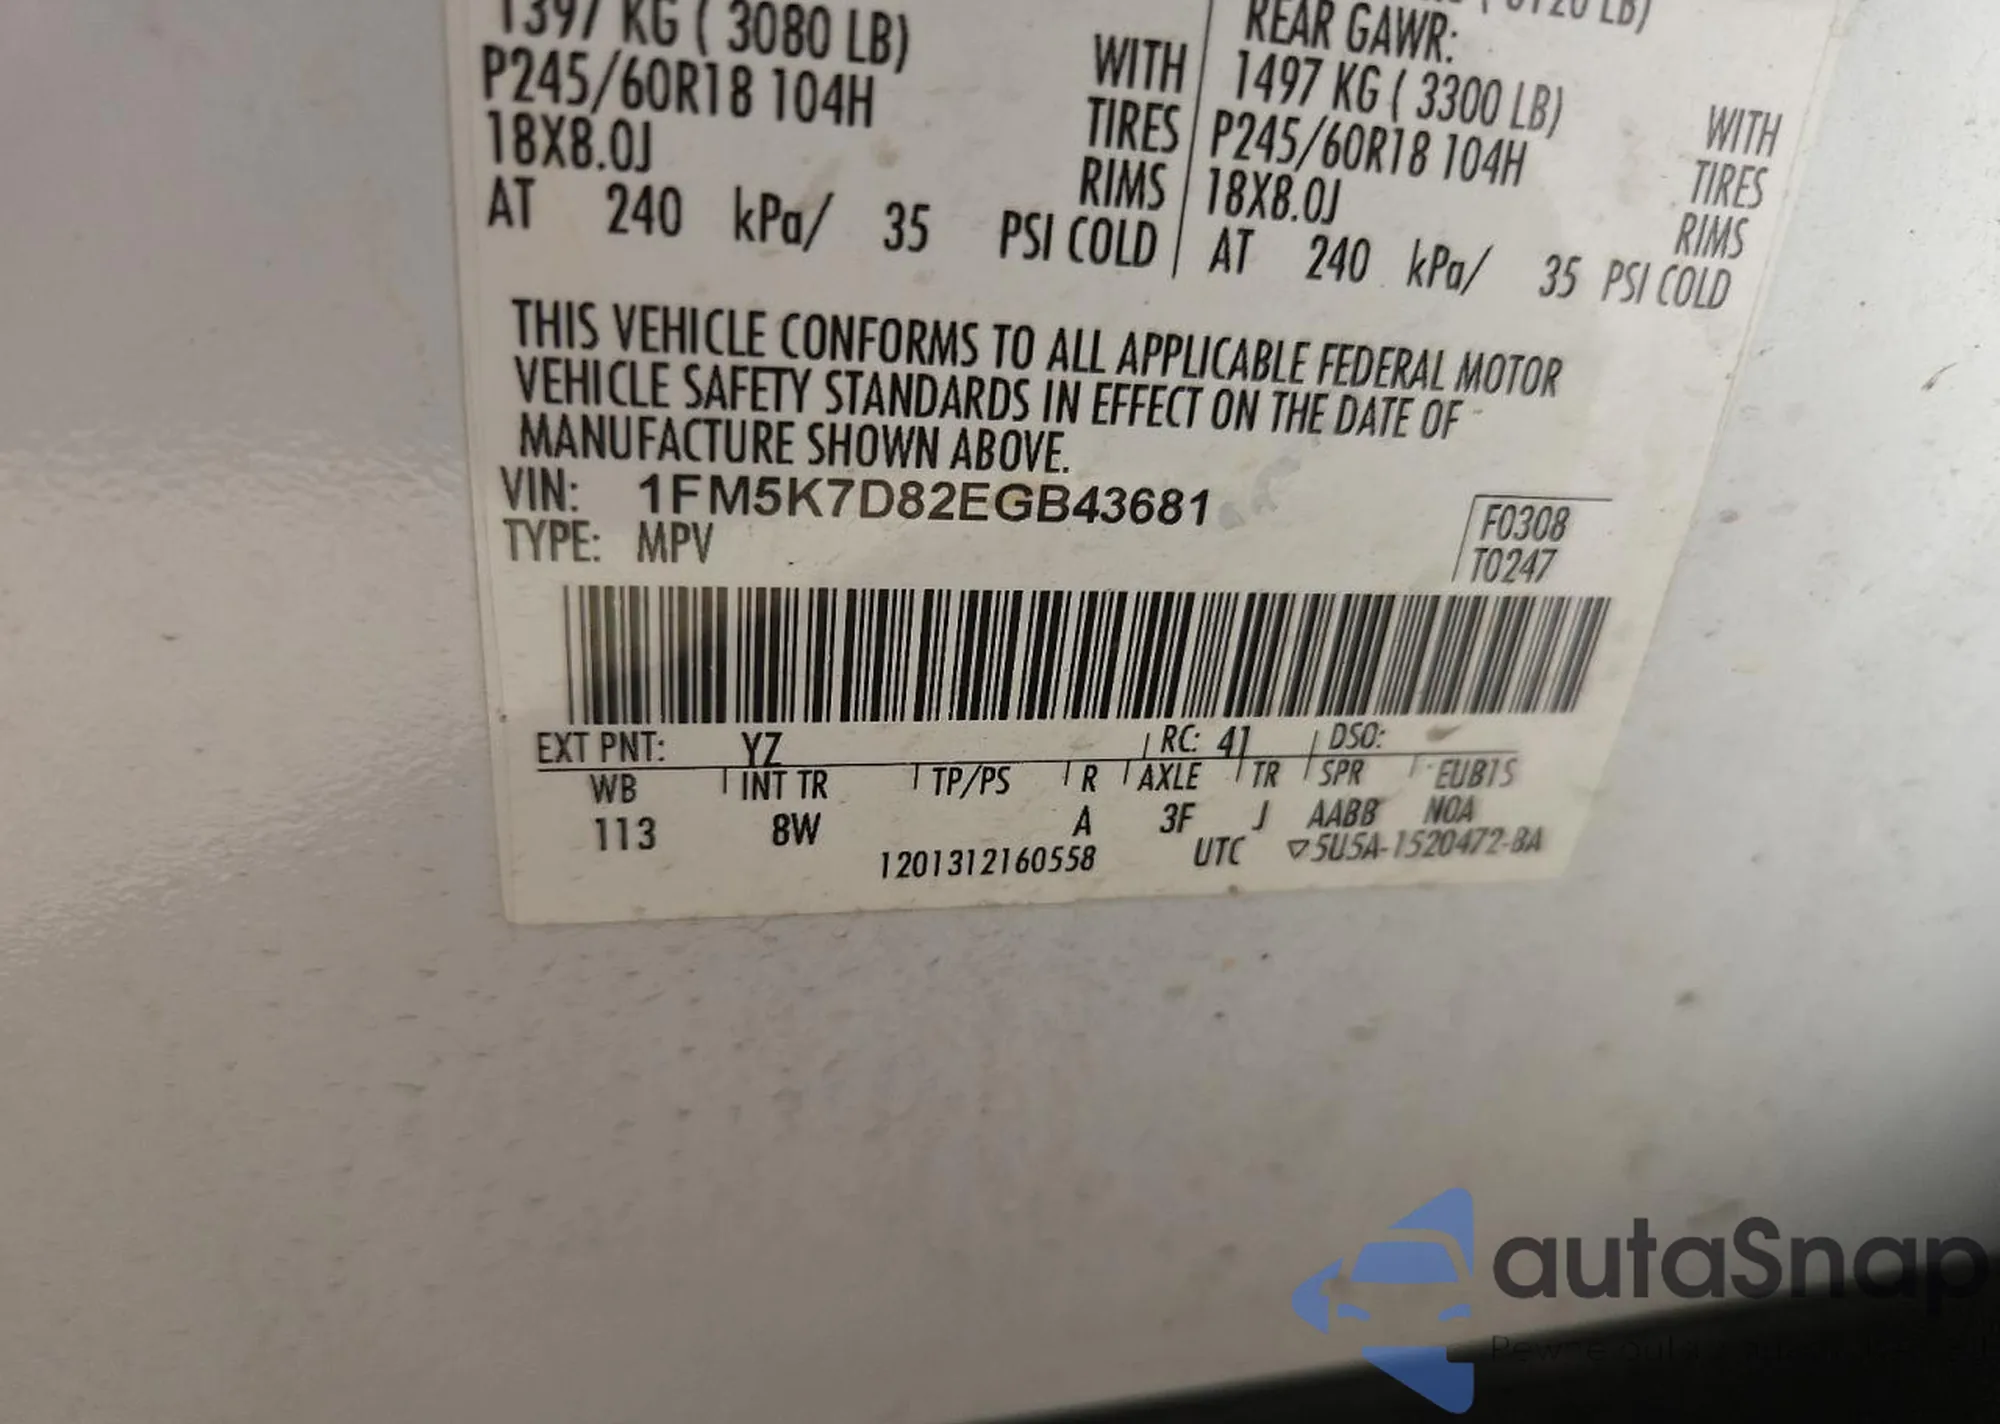 1397 KG ( 3080 LB) WITH
P245/60R18 104H TIRES
18X8.0J RIMS
AT 240 kPa/ 35 PSI COLD
REAR GAWR:
1497 KG ( 3300 LB) WITH
P245/60R18 104H TIRES
18X8.0J RIMS
AT 240 kPa/ 35 PSI COLD
THIS VEHICLE CONFORMS TO ALL APPLICABLE FEDERAL MOTOR
VEHICLE SAFETY STANDARDS IN EFFECT ON THE DATE OF
MANUFACTURE SHOWN ABOVE.
VIN: 1FM5K7D82EGB43681
TYPE: MPV
F0308
T0247
EXT PNT: YZ RC: 41 DSO:
WB INT TR TP/PS R AXLE TR SPR EUB1S
113 8W A 3F J AABB NOA
1201312160558 UTC ▽5U5A-1520472-BA
autaSnap